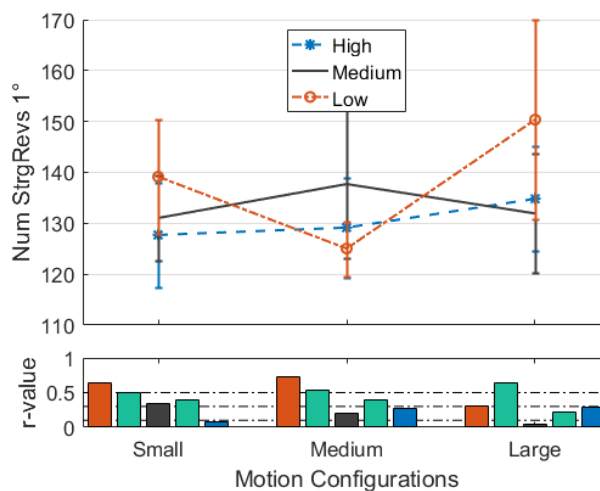 170
160
150
140
130
120
110
Num StrgRevs 1°
High
Medium
Low
1
0.5
0
r-value
Small Medium Large
Motion Configurations